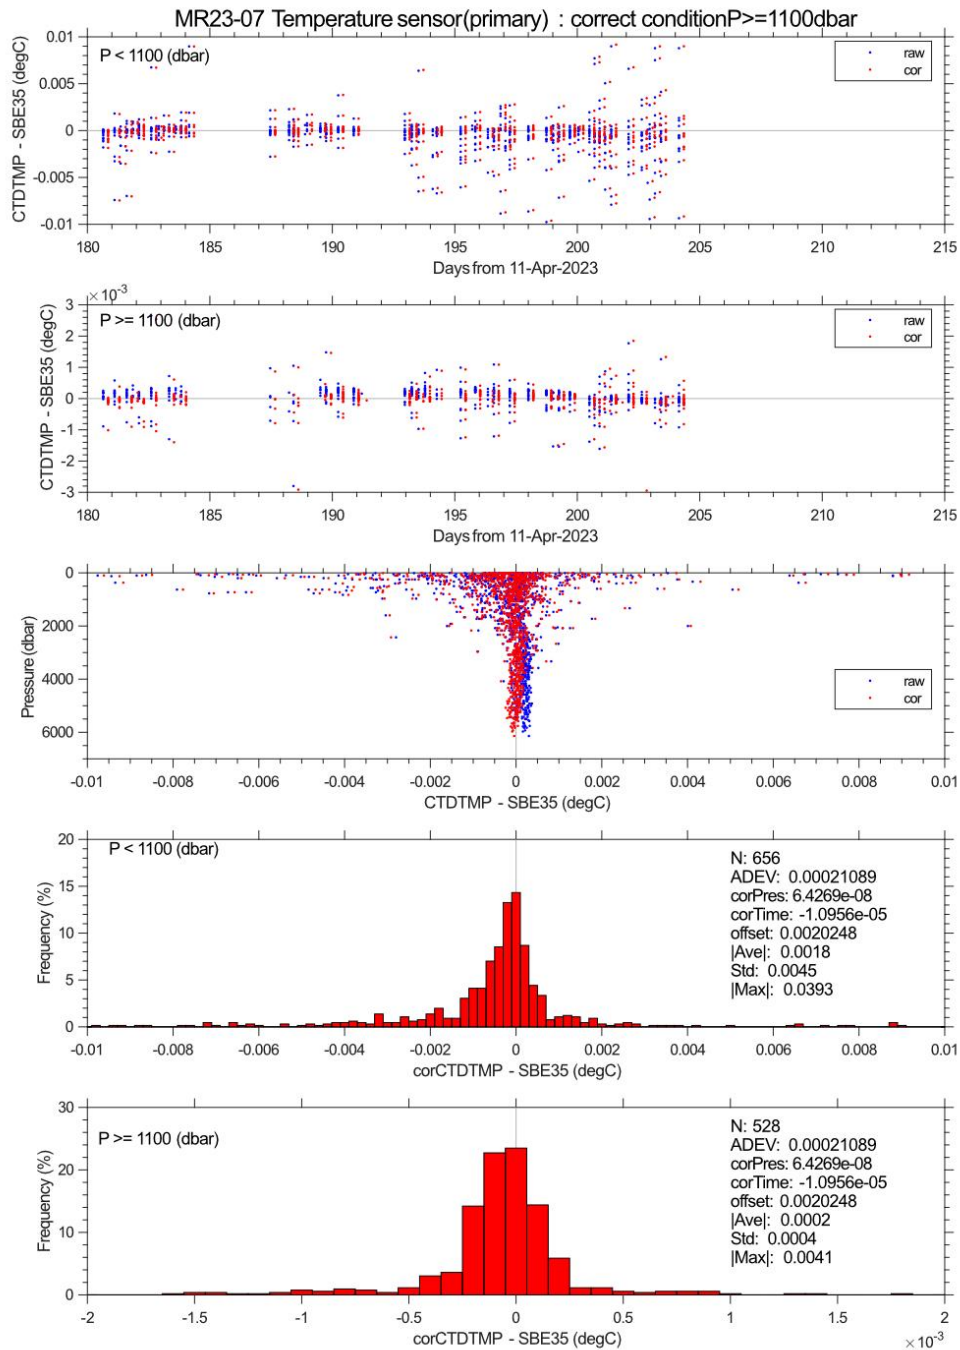 MR23-07 Temperature sensor(primary) : correct conditionP>=1100dbar
P < 1100 (dbar)
raw
cor
CTDTMP - SBE35 (degC)
0.01
0.005
0
-0.005
-0.01
180 185 190 195 200 205 210 215
Days from 11-Apr-2023
×10⁻³
P >= 1100 (dbar)
raw
cor
CTDTMP - SBE35 (degC)
3
2
1
0
-1
-2
-3
180 185 190 195 200 205 210 215
Days from 11-Apr-2023
Pressure (dbar)
0
2000
4000
6000
raw
cor
-0.01 -0.008 -0.006 -0.004 -0.002 0 0.002 0.004 0.006 0.008 0.01
CTDTMP - SBE35 (degC)
P < 1100 (dbar)
Frequency (%)
20
15
10
5
0
N: 656
ADEV: 0.00021089
corPres: 6.4269e-08
corTime: -1.0956e-05
offset: 0.0020248
|Ave|: 0.0018
Std: 0.0045
|Max|: 0.0393
-0.01 -0.008 -0.006 -0.004 -0.002 0 0.002 0.004 0.006 0.008 0.01
corCTDTMP - SBE35 (degC)
P >= 1100 (dbar)
Frequency (%)
30
20
10
0
N: 528
ADEV: 0.00021089
corPres: 6.4269e-08
corTime: -1.0956e-05
offset: 0.0020248
|Ave|: 0.0002
Std: 0.0004
|Max|: 0.0041
-2 -1.5 -1 -0.5 0 0.5 1 1.5 2
corCTDTMP - SBE35 (degC)
×10⁻³